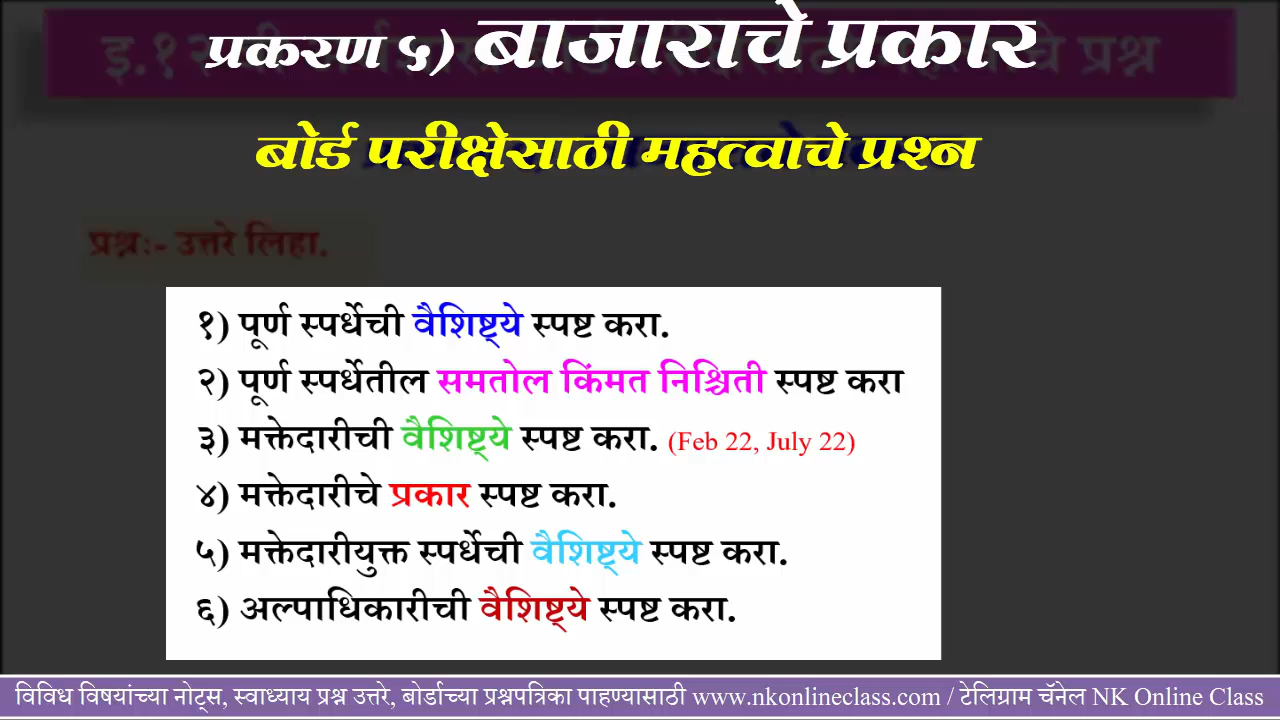 प्रकरण ५) बाजाराचे प्रकार
बोर्ड परीक्षेसाठी महत्वाचे प्रश्न
प्रश्नः- उत्तरे लिहा.
१) पूर्ण स्पर्धेची वैशिष्ट्ये स्पष्ट करा.
२) पूर्ण स्पर्धेतील समतोल किंमत निश्चिती स्पष्ट करा
३) मक्तेदारीची वैशिष्ट्ये स्पष्ट करा. (Feb 22, July 22)
४) मक्तेदारीचे प्रकार स्पष्ट करा.
५) मक्तेदारीयुक्त स्पर्धेची वैशिष्ट्ये स्पष्ट करा.
६) अल्पाधिकारीची वैशिष्ट्ये स्पष्ट करा.
विविध विषयांच्या नोट्स, स्वाध्याय प्रश्न उत्तरे, बोर्डाच्या प्रश्नपत्रिका पाहण्यासाठी www.nkonlineclass.com / टेलिग्राम चॅनेल NK Online Class